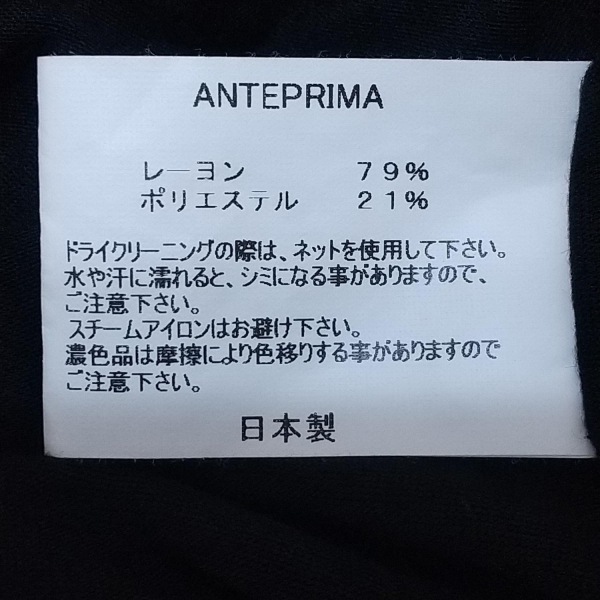 ANTEPRIMA
レーヨン　７９%
ポリエステル　２１%
ドライクリーニングの際は、ネットを使用して下さい。
水や汗に濡れると、シミになる事がありますので、
ご注意下さい。
スチームアイロンはお避け下さい。
濃色品は摩擦により色移りする事がありますので
ご注意下さい。
日本製